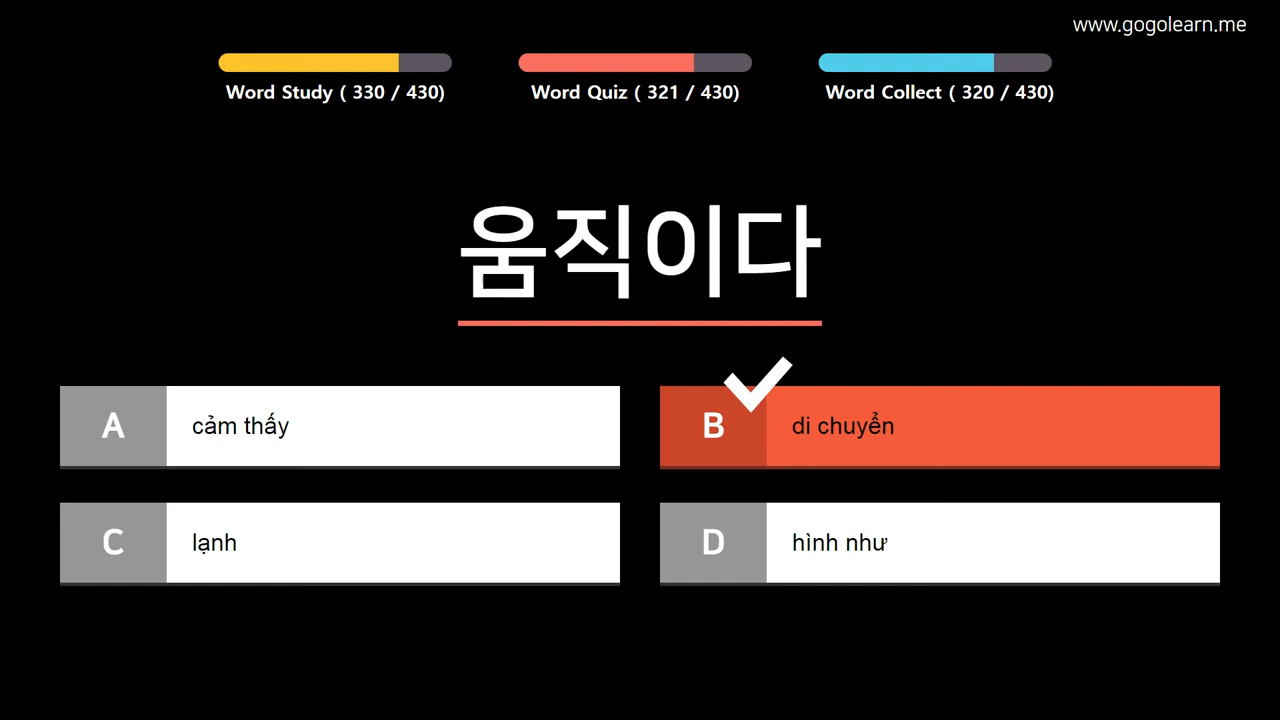 www.gogolearn.me
Word Study ( 330 / 430)
Word Quiz ( 321 / 430)
Word Collect ( 320 / 430)
움직이다
A
cảm thấy
B
di chuyển
C
lạnh
D
hình như